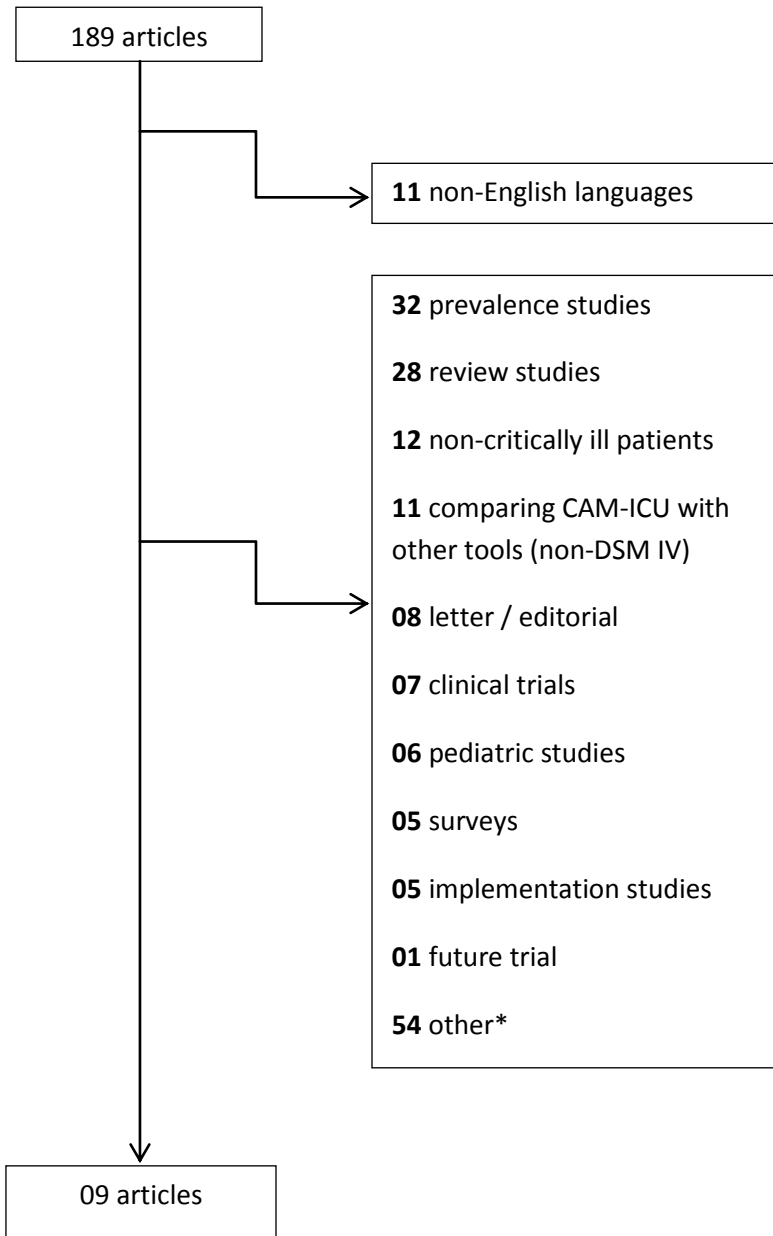 189 articles
11 non-English languages
32 prevalence studies
28 review studies
12 non-critically ill patients
11 comparing CAM-ICU with
other tools (non-DSM IV)
08 letter / editorial
07 clinical trials
06 pediatric studies
05 surveys
05 implementation studies
01 future trial
54 other*
09 articles